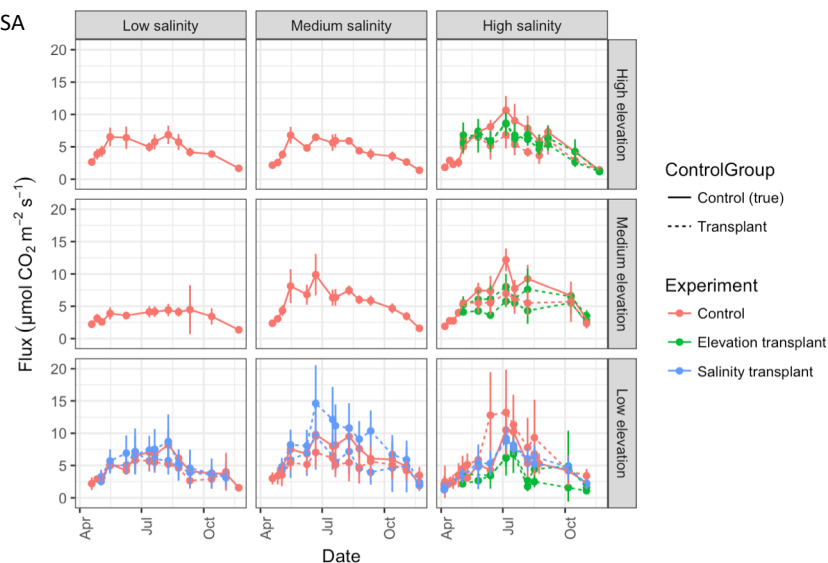 SA
Low salinity
Medium salinity
High salinity
20
15
10
5
0
High elevation
20
15
10
5
0
Medium elevation
20
15
10
5
0
Low elevation
Flux (μmol CO₂ m⁻² s⁻¹)
Apr
Jul
Oct
Apr
Jul
Oct
Apr
Jul
Oct
Date
ControlGroup
Control (true)
Transplant
Experiment
Control
Elevation transplant
Salinity transplant